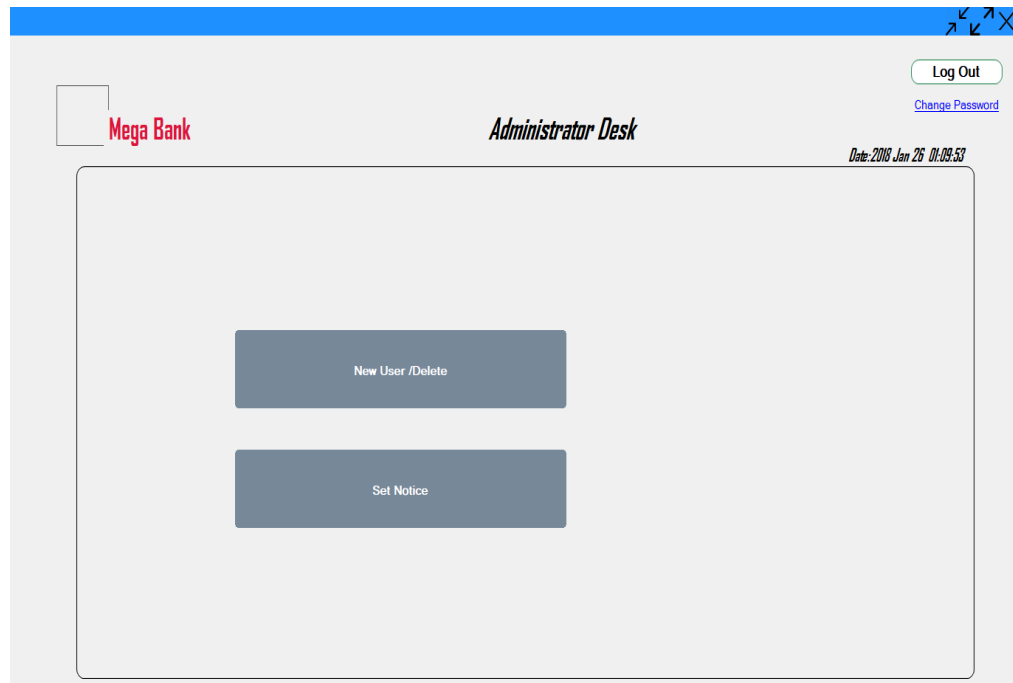 Log Out
Change Password
Mega Bank
Administrator Desk
Date:2018 Jan 26 01:09:53
New User /Delete
Set Notice